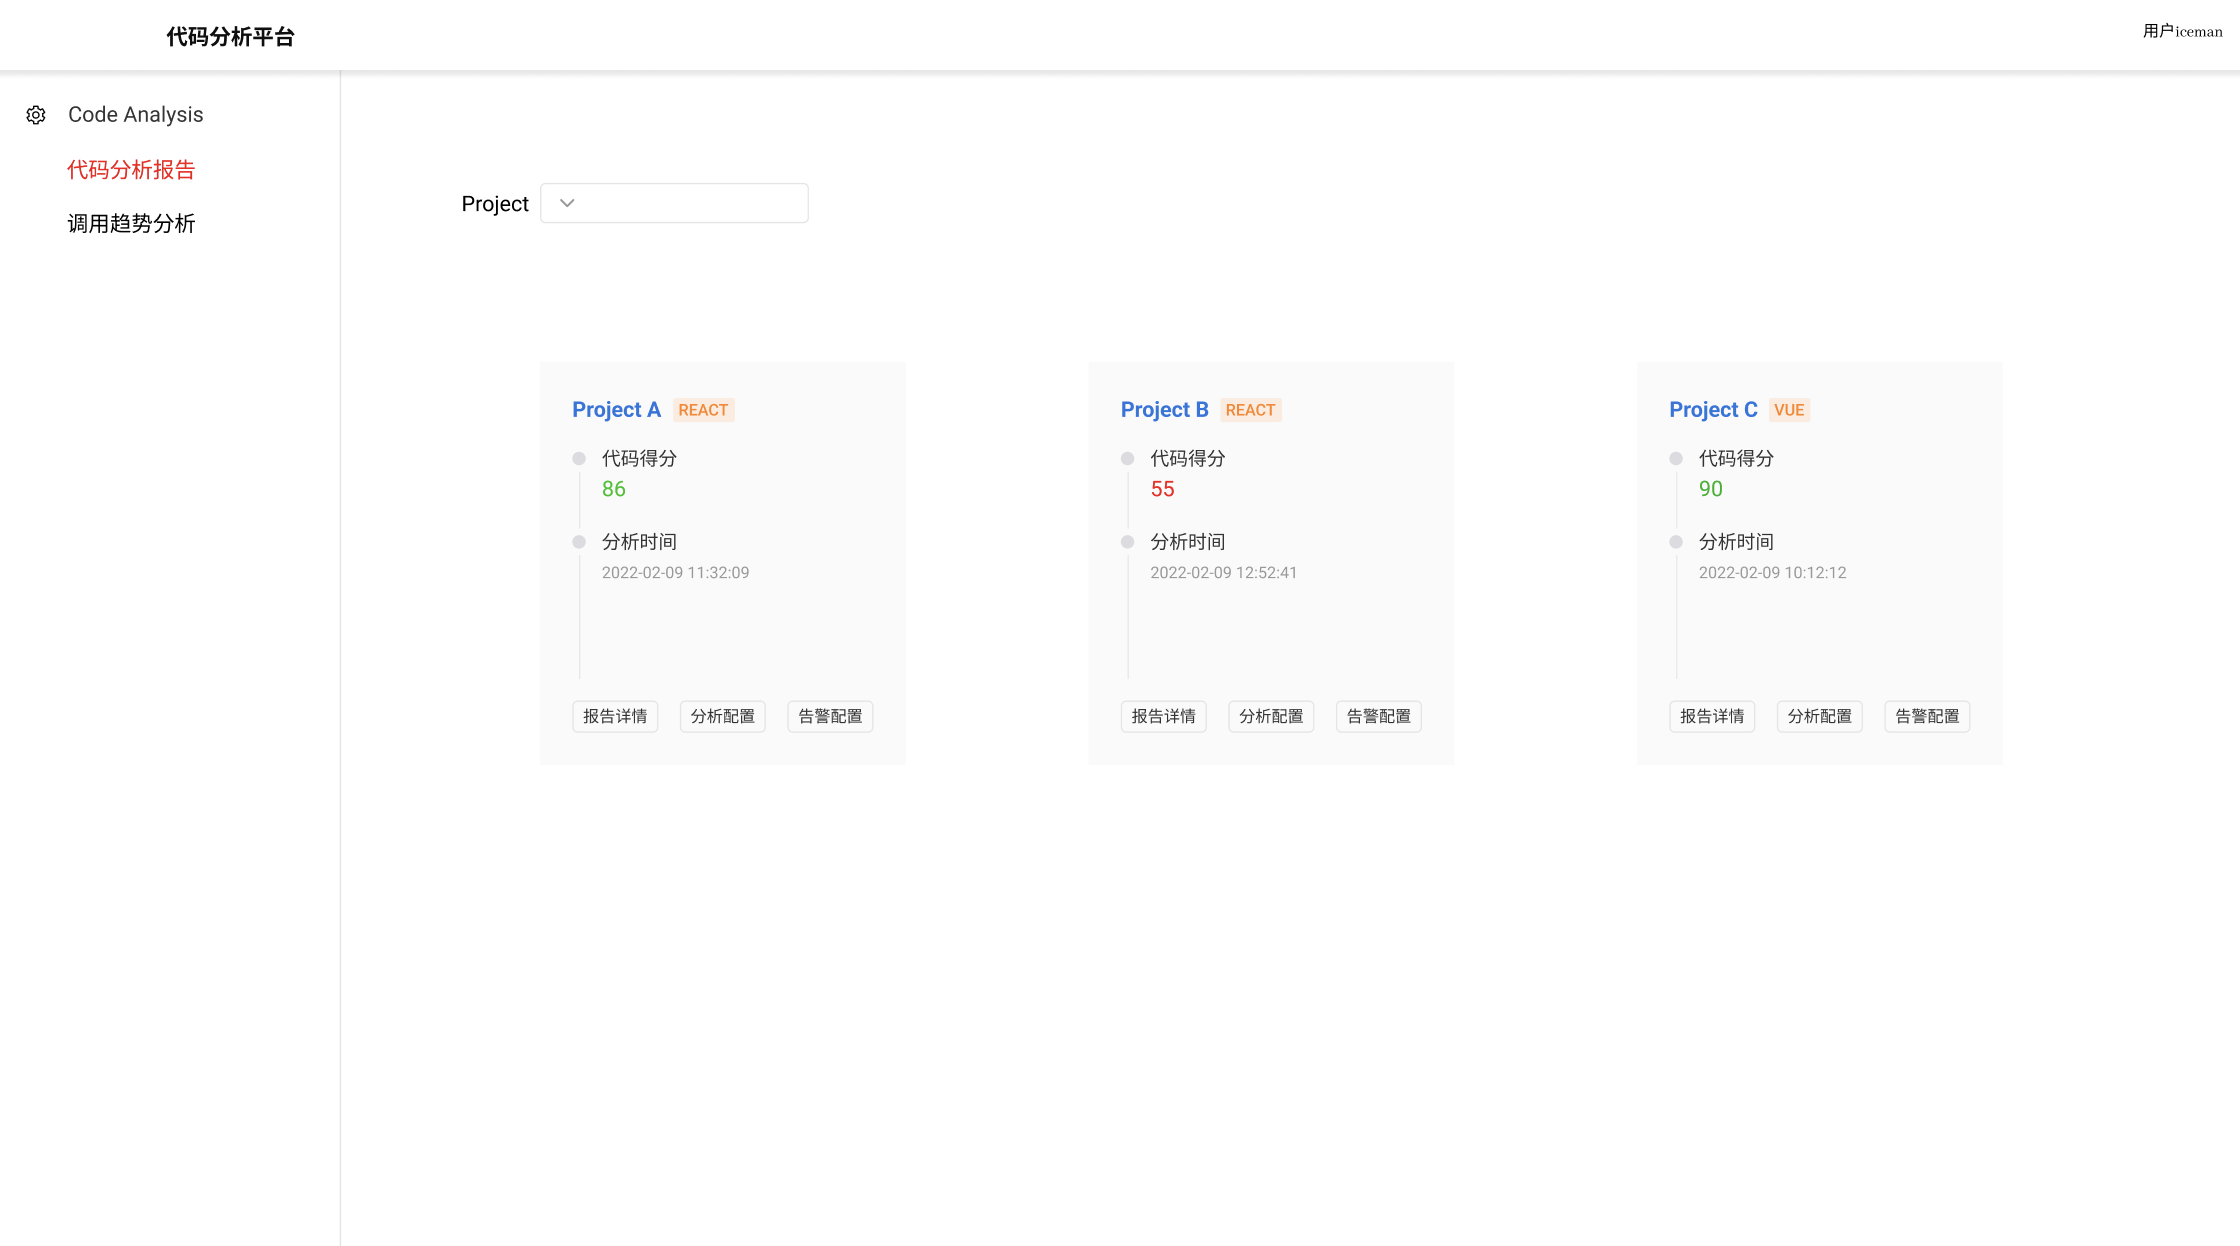 代码分析平台
用户iceman
Code Analysis
代码分析报告
调用趋势分析
Project
Project A REACT
代码得分
86
分析时间
2022-02-09 11:32:09
报告详情 分析配置 告警配置
Project B REACT
代码得分
55
分析时间
2022-02-09 12:52:41
报告详情 分析配置 告警配置
Project C VUE
代码得分
90
分析时间
2022-02-09 10:12:12
报告详情 分析配置 告警配置